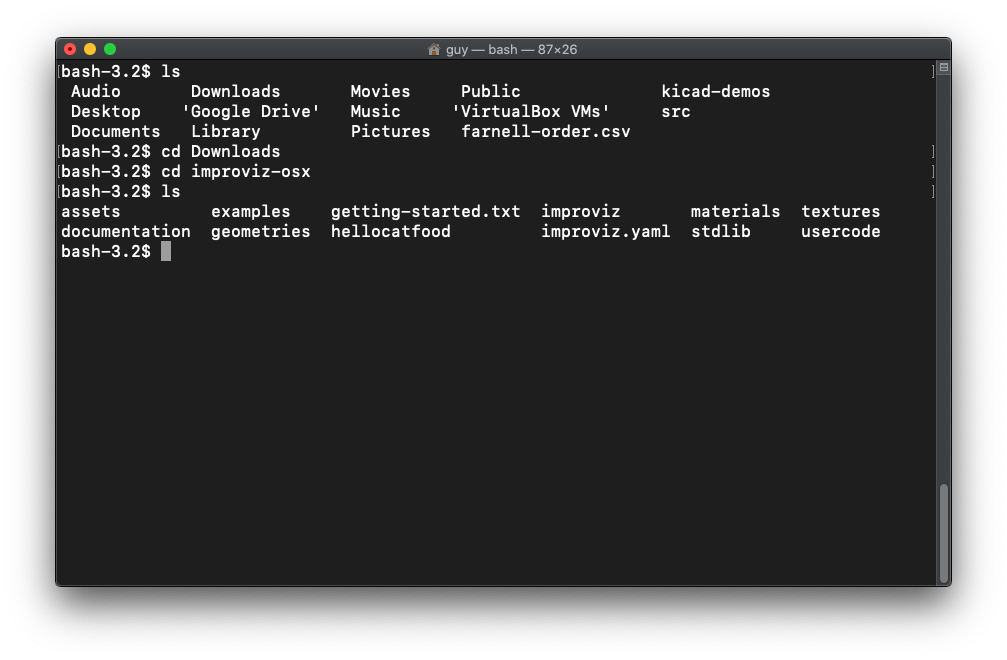 guy — bash — 87×26
bash-3.2$ ls
Audio Downloads Movies Public kicad-demos
Desktop 'Google Drive' Music 'VirtualBox VMs' src
Documents Library Pictures farnell-order.csv
bash-3.2$ cd Downloads
bash-3.2$ cd improviz-osx
bash-3.2$ ls
assets examples getting-started.txt improviz materials textures
documentation geometries hellocatfood improviz.yaml stdlib usercode
bash-3.2$